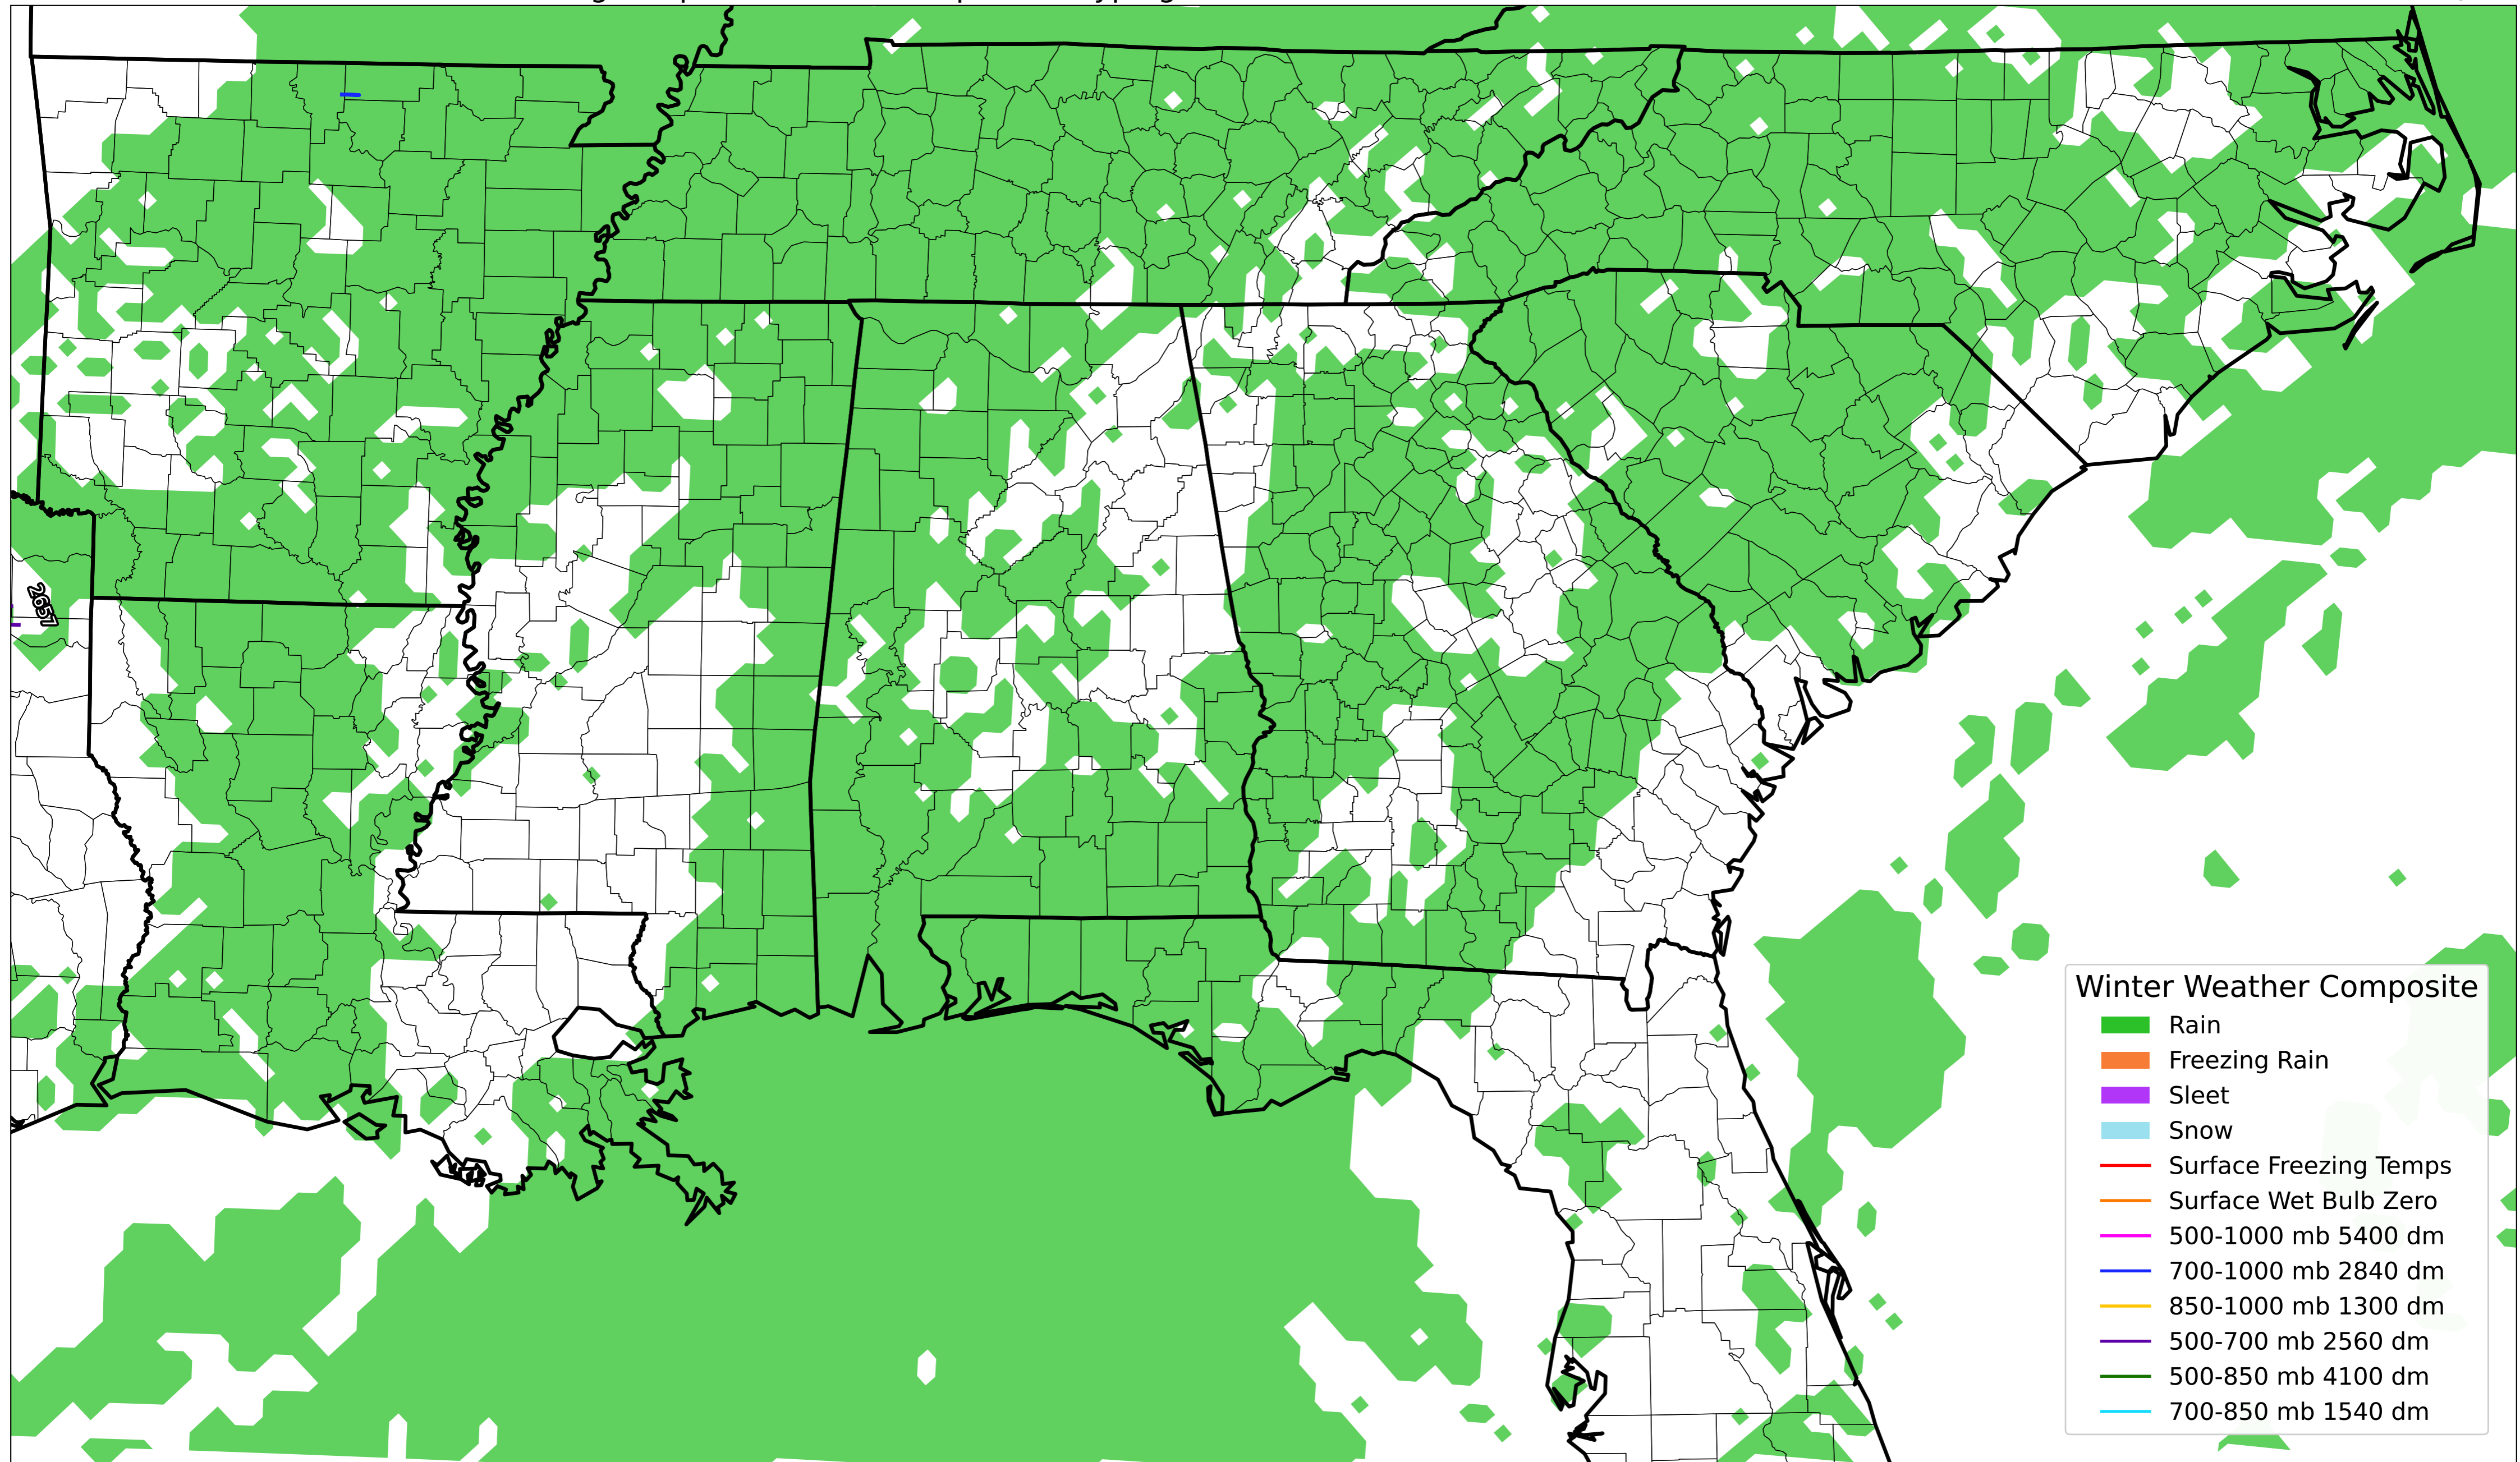 2657
Winter Weather Composite
Rain
Freezing Rain
Sleet
Snow
Surface Freezing Temps
Surface Wet Bulb Zero
500-1000 mb 5400 dm
700-1000 mb 2840 dm
850-1000 mb 1300 dm
500-700 mb 2560 dm
500-850 mb 4100 dm
700-850 mb 1540 dm